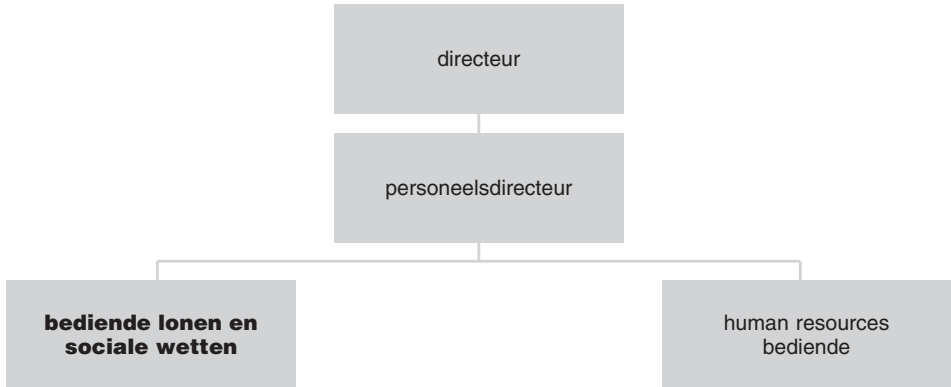 directeur
personeelsdirecteur
bediende lonen en
sociale wetten
human resources
bediende